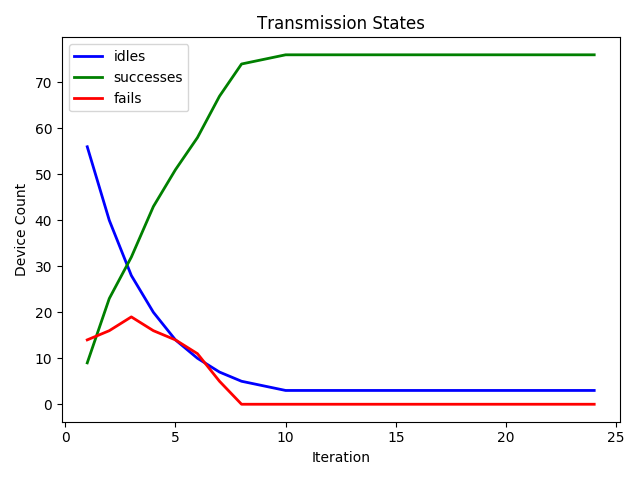 Transmission States
idles
successes
fails
70
60
50
40
30
20
10
0
Device Count
0 5 10 15 20 25
Iteration